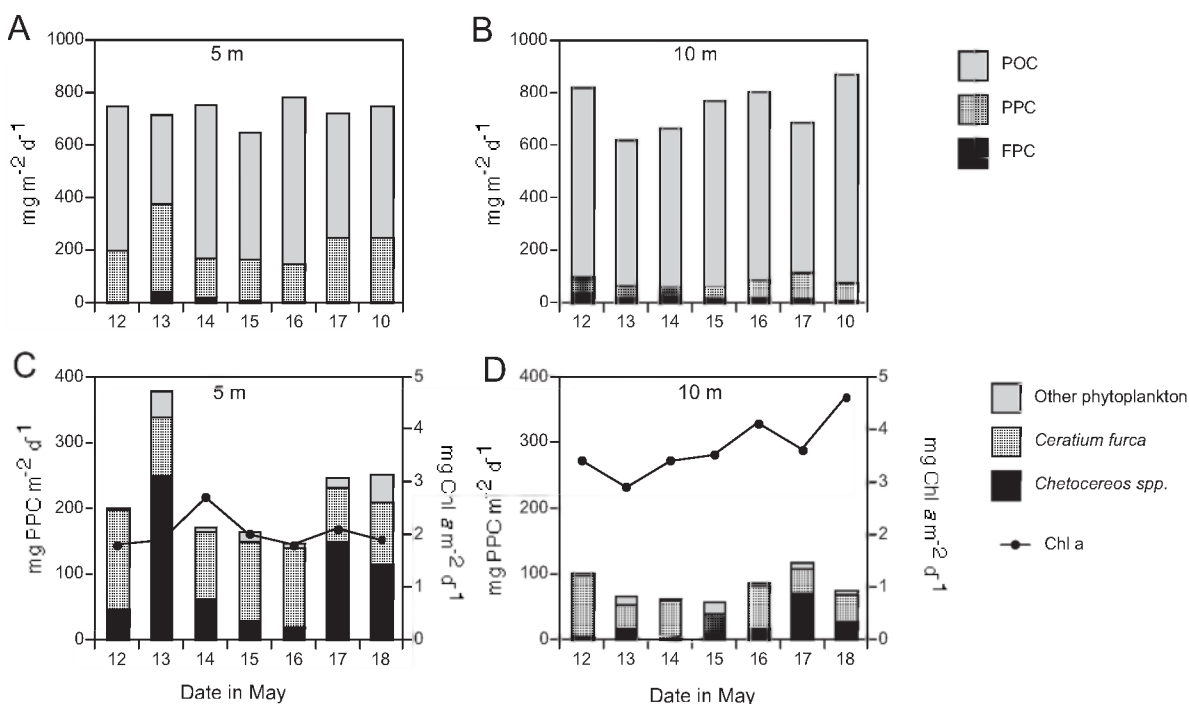 A
5 m
1000
800
600
400
200
0
mg m-2 d-1
12 13 14 15 16 17 10
B
10 m
1000
800
600
400
200
0
mg m-2 d-1
12 13 14 15 16 17 10
POC
PPC
FPC
C
5 m
400
300
200
100
0
mg PPC m-2 d-1
5
4
3
2
1
0
mg Chl a m-2 d-1
12 13 14 15 16 17 18
Date in May
D
10 m
400
300
200
100
0
mg PPC m-2 d-1
5
4
3
2
1
0
mg Chl a m-2 d-1
12 13 14 15 16 17 18
Date in May
Other phytoplankton
Ceratium furca
Chetocereos spp.
Chl a